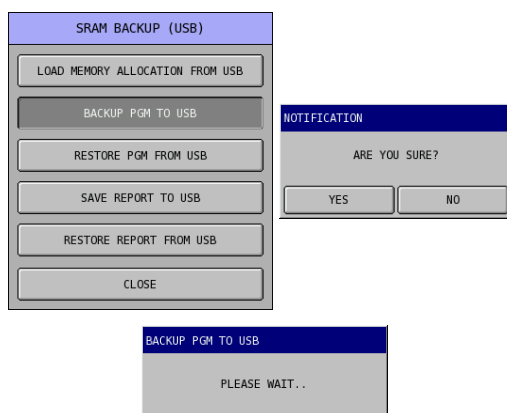 SRAM BACKUP (USB)
LOAD MEMORY ALLOCATION FROM USB
BACKUP PGM TO USB
RESTORE PGM FROM USB
SAVE REPORT TO USB
RESTORE REPORT FROM USB
CLOSE
NOTIFICATION
ARE YOU SURE?
YES
NO
BACKUP PGM TO USB
PLEASE WAIT..